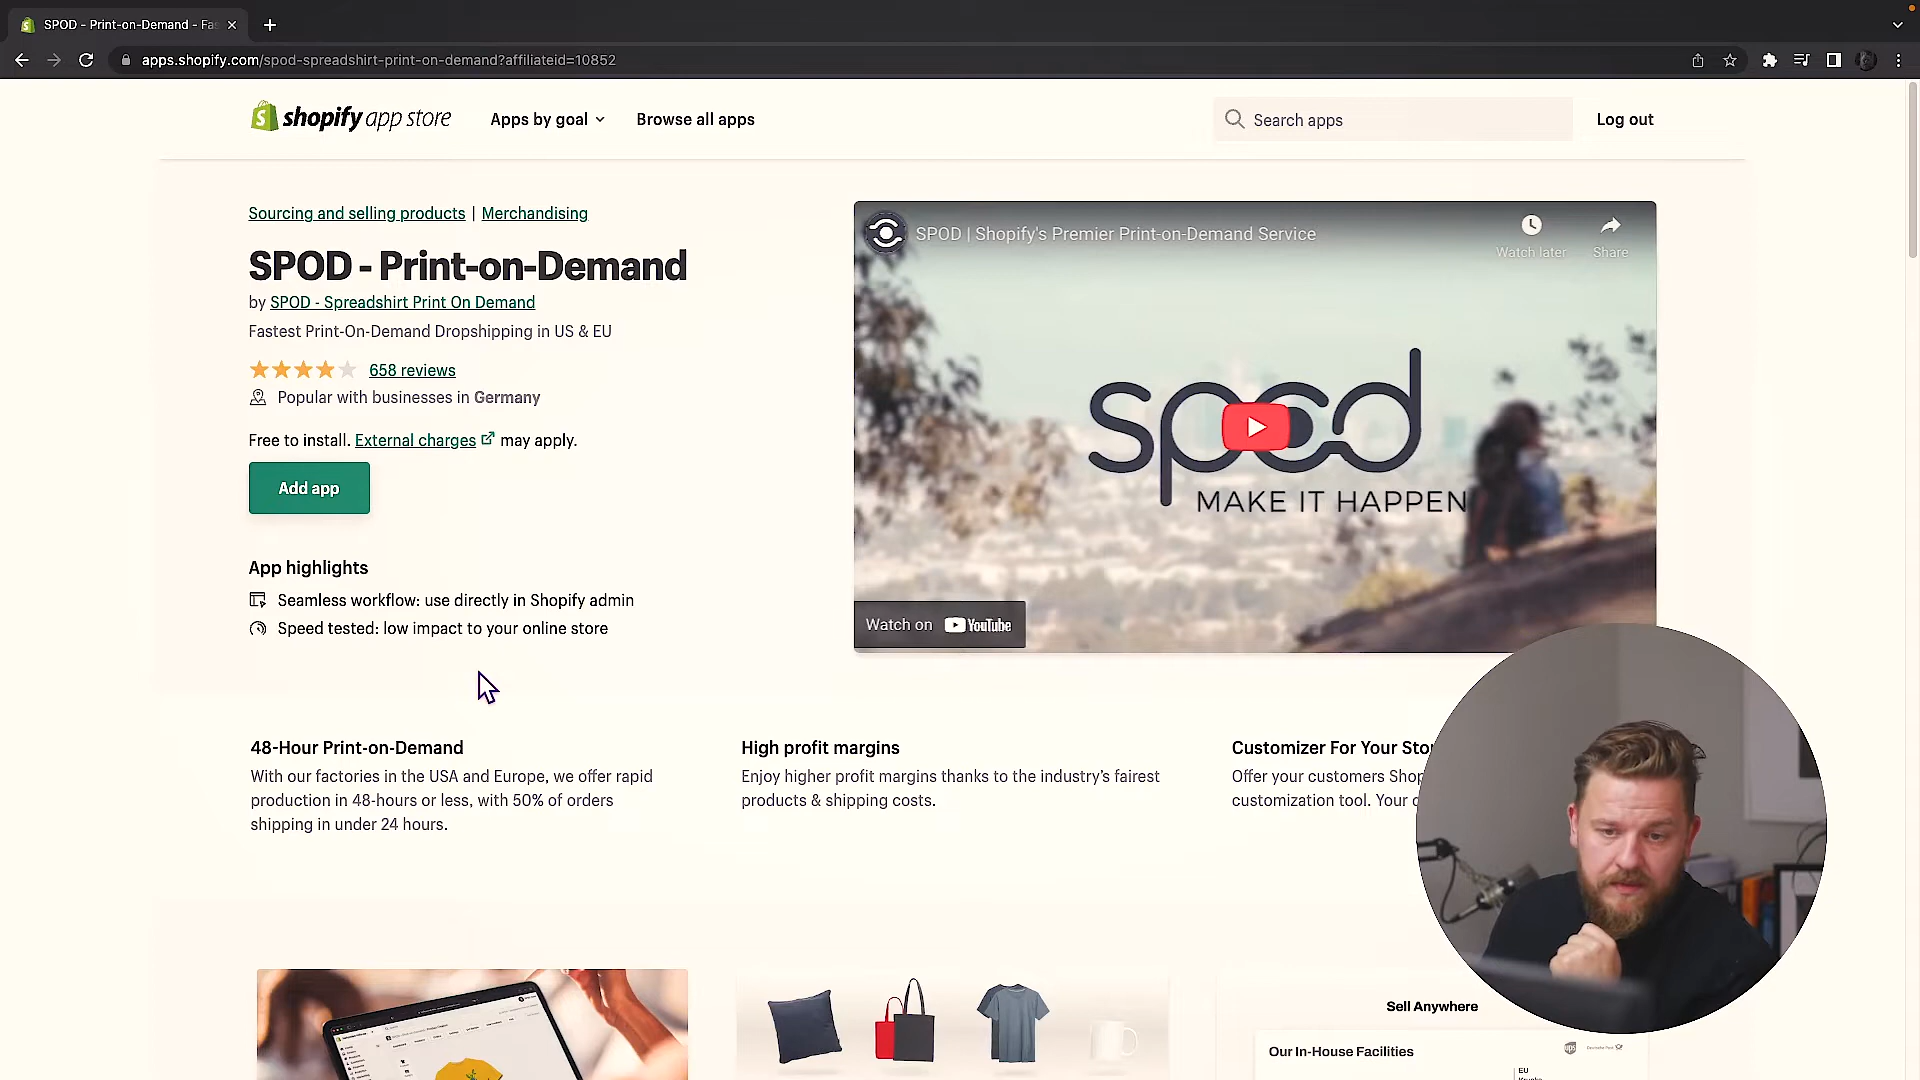 SPOD - Print-on-Demand - Fas
apps.shopify.com/spod-spreadshirt-print-on-demand?affiliateid=10852
shopify app store
Apps by goal
Browse all apps
Search apps
Log out
Sourcing and selling products | Merchandising
SPOD - Print-on-Demand
by SPOD - Spreadshirt Print On Demand
Fastest Print-On-Demand Dropshipping in US & EU
658 reviews
Popular with businesses in Germany
Free to install. External charges may apply.
Add app
App highlights
Seamless workflow: use directly in Shopify admin
Speed tested: low impact to your online store
SPOD | Shopify's Premier Print-on-Demand Service
Watch later
Share
spod
MAKE IT HAPPEN
Watch on YouTube
48-Hour Print-on-Demand
With our factories in the USA and Europe, we offer rapid
production in 48-hours or less, with 50% of orders
shipping in under 24 hours.
High profit margins
Enjoy higher profit margins thanks to the industry's fairest
products & shipping costs.
Customizer For Your Sto
Offer your customers Shop
customization tool. Your
Sell Anywhere
Our In-House Facilities
ups
Deutsche Post
EU